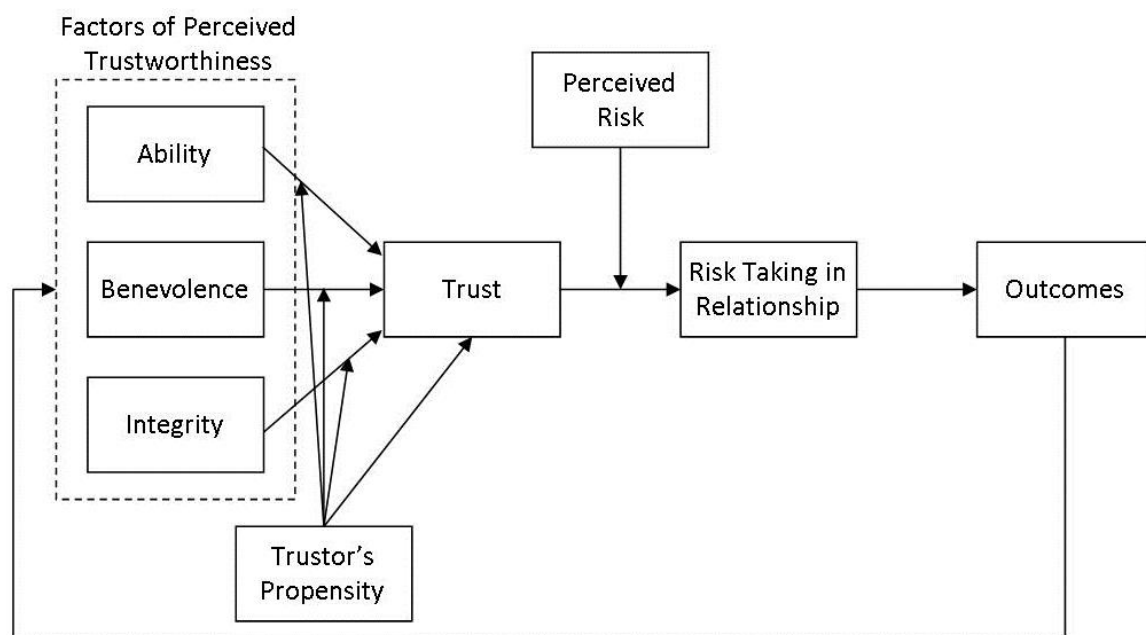 Factors of Perceived
Trustworthiness
Ability
Benevolence
Integrity
Trustor’s
Propensity
Trust
Perceived
Risk
Risk Taking in
Relationship
Outcomes